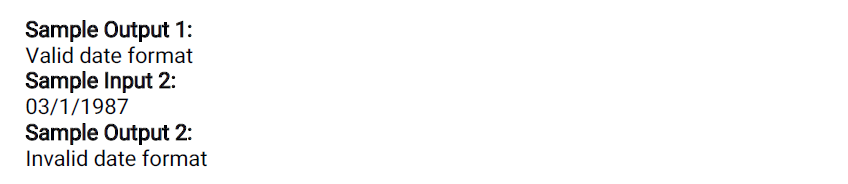 Sample Output 1:
Valid date format
Sample Input 2:
03/1/1987
Sample Output 2:
Invalid date format